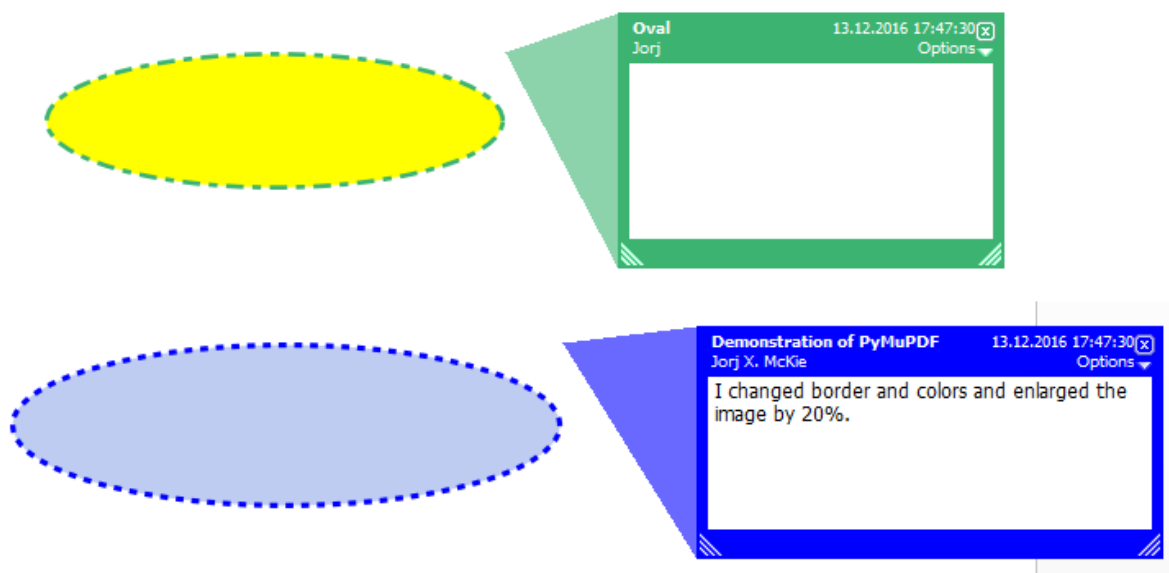 Oval 13.12.2016 17:47:30
Jorj Options
Demonstration of PyMuPDF 13.12.2016 17:47:30
Jorj X. McKie Options
I changed border and colors and enlarged the
image by 20%.